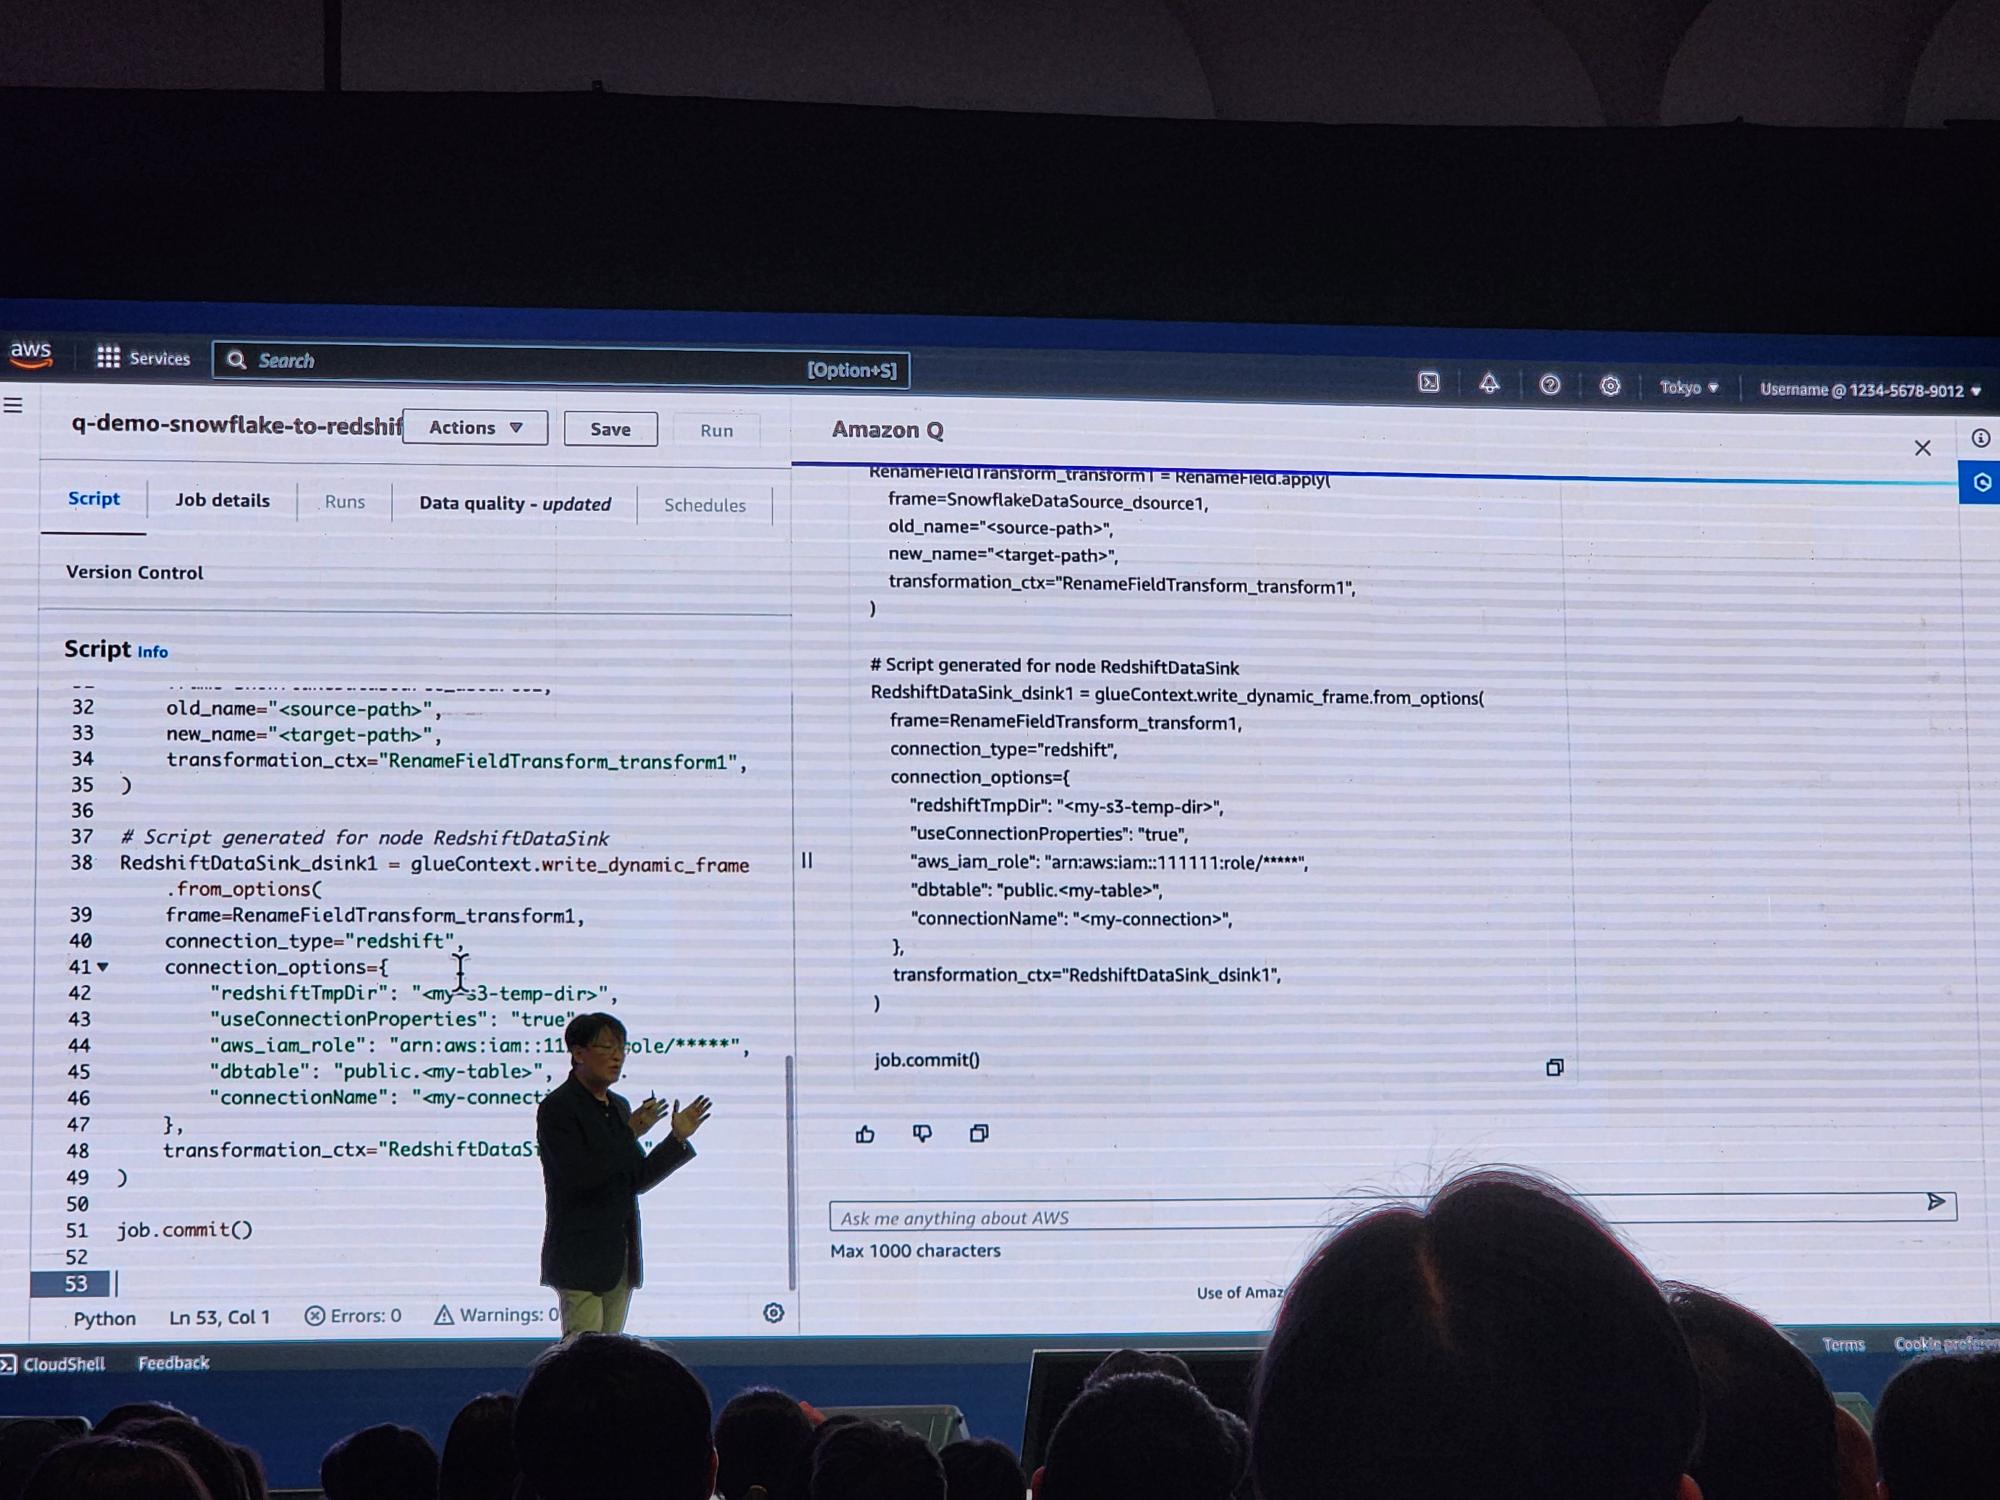 aws
Services
Search
[Option+S]
Tokyo
Username @ 1234-5678-9012
q-demo-snowflake-to-redshif
Actions
Save
Run
Script
Job details
Runs
Data quality - updated
Schedules
Version Control
Script Info
32 old_name="<source-path>",
33 new_name="<target-path>",
34 transformation_ctx="RenameFieldTransform_transform1",
35 )
36
37 # Script generated for node RedshiftDataSink
38 RedshiftDataSink_dsink1 = glueContext.write_dynamic_frame
.from_options(
39 frame=RenameFieldTransform_transform1,
40 connection_type="redshift",
41 connection_options={
42 "redshiftTmpDir": "<my-s3-temp-dir>",
43 "useConnectionProperties": "true"
44 "aws_iam_role": "arn:aws:iam::11 ole/*****",
45 "dbtable": "public.<my-table>",
46 "connectionName": "<my-connect
47 },
48 transformation_ctx="RedshiftDataS "
49 )
50
51 job.commit()
52
53
Python
Ln 53, Col 1
Errors: 0
Warnings: 0
Amazon Q
RenameFieldTransform_transform1 = RenameField.apply(
frame=SnowflakeDataSource_dsource1,
old_name="<source-path>",
new_name="<target-path>",
transformation_ctx="RenameFieldTransform_transform1",
)
# Script generated for node RedshiftDataSink
RedshiftDataSink_dsink1 = glueContext.write_dynamic_frame.from_options(
frame=RenameFieldTransform_transform1,
connection_type="redshift",
connection_options={
"redshiftTmpDir": "<my-s3-temp-dir>",
"useConnectionProperties": "true",
"aws_iam_role": "arn:aws:iam::111111:role/*****",
"dbtable": "public.<my-table>",
"connectionName": "<my-connection>",
},
transformation_ctx="RedshiftDataSink_dsink1",
)
job.commit()
Ask me anything about AWS
Max 1000 characters
Use of Amaz
CloudShell
Feedback
Terms
Cookie prefere